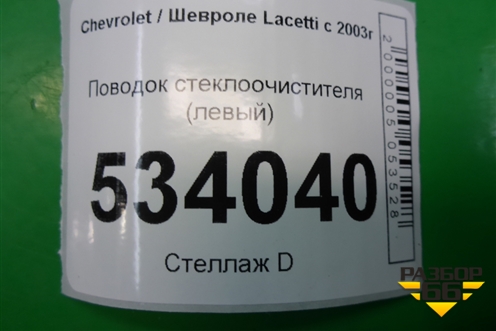 Chevrolet / Шевроле Lacetti с 2003г
Поводок стеклоочистителя
(левый)
534040
Стеллаж D
2000005053528
РАЗБОР
66